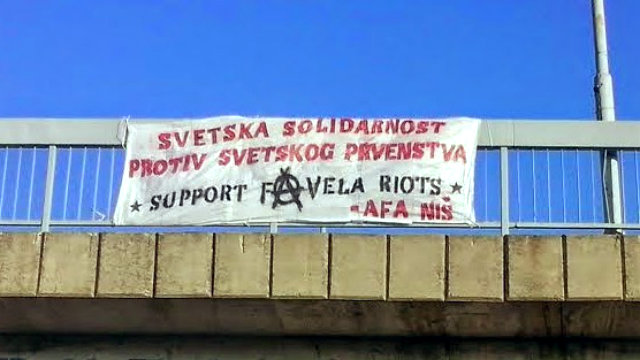 SVETSKA SOLIDARNOST
PROTIV SVETSKOG PRVENSTVA
★ SUPPORT FAVELA RIOTS ★
-AFA NIŠ